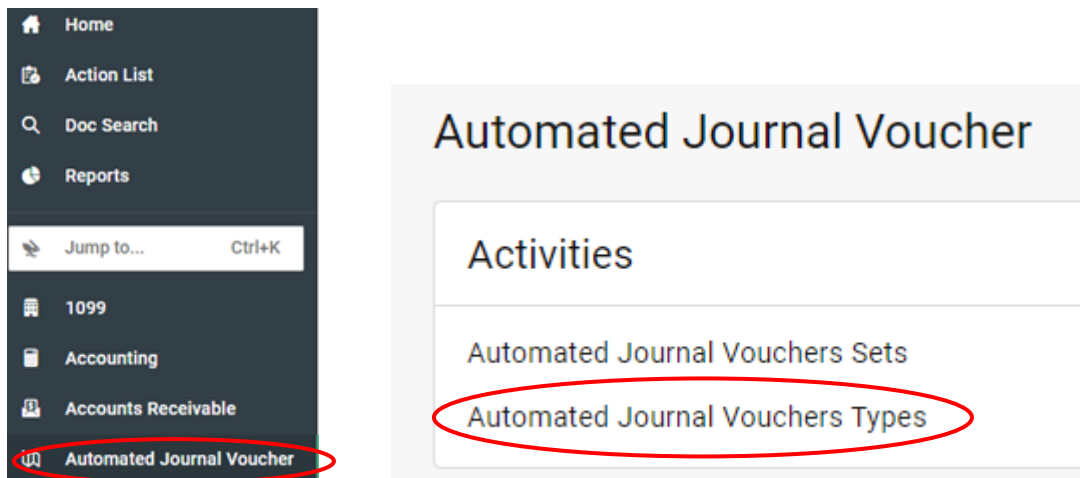 Home
Action List
Doc Search
Reports
Jump to... Ctrl+K
1099
Accounting
Accounts Receivable
Automated Journal Voucher
Automated Journal Voucher
Activities
Automated Journal Vouchers Sets
Automated Journal Vouchers Types